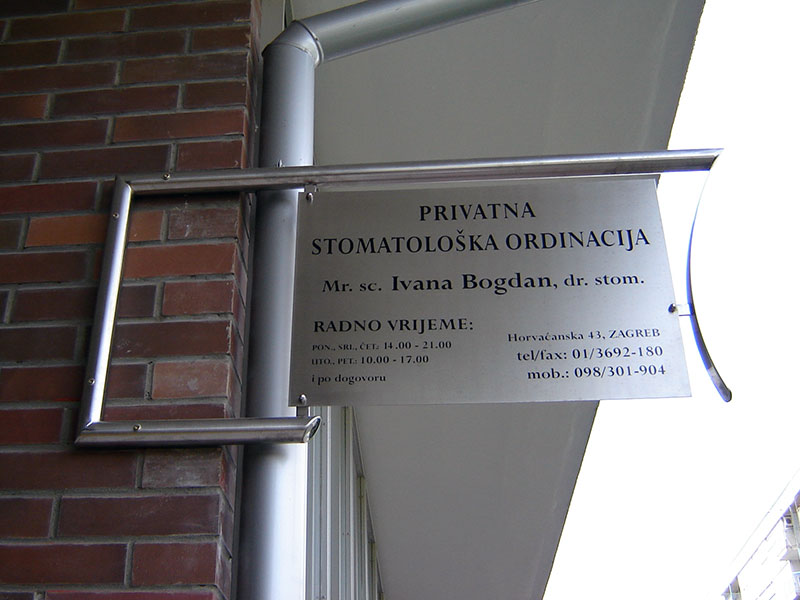 PRIVATNA
STOMATOLOŠKA ORDINACIJA
Mr. sc. Ivana Bogdan, dr. stom.
RADNO VRIJEME:
PON., SRI., ČET.: 14.00 - 21.00
UTO., PET.: 10.00 - 17.00
i po dogovoru
Horvaćanska 43, ZAGREB
tel/fax: 01/3692-180
mob.: 098/301-904